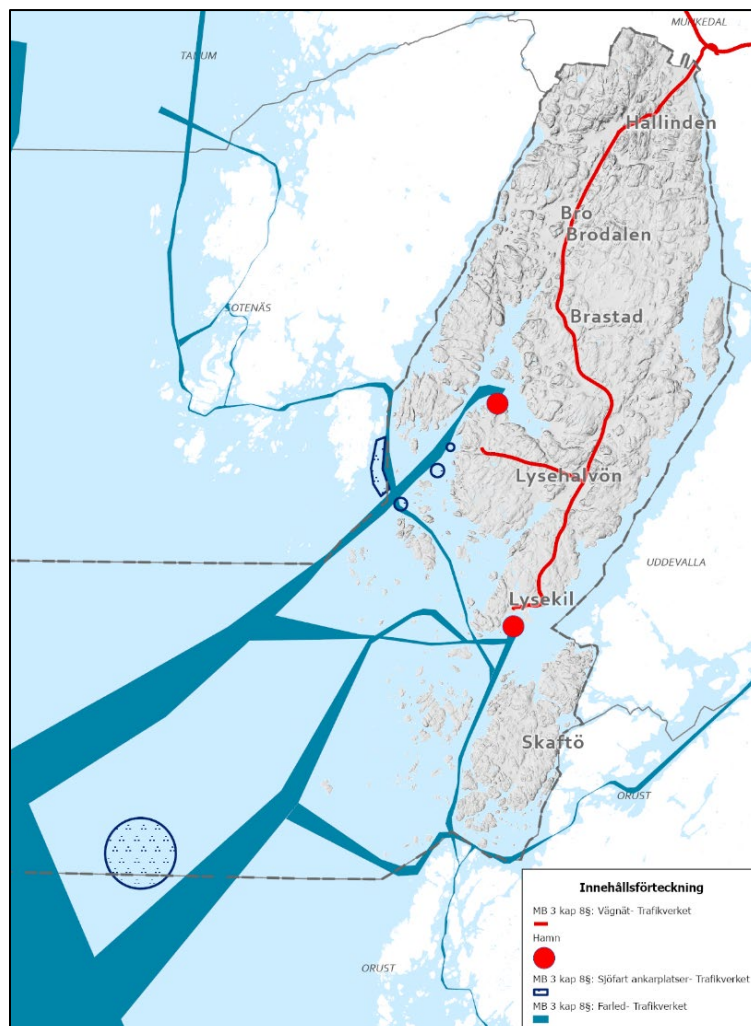 MUNKEDAL
TANUM
Hallinden
Bro
Brodalen
SOTENÄS
Brastad
Lysehalvön
UDDEVALLA
Lysekil
Skaftö
ORUST
ORUST
Innehållsförteckning
MB 3 kap 8§: Vägnät- Trafikverket
Hamn
MB 3 kap 8§: Sjöfart ankarplatser- Trafikverket
MB 3 kap 8§: Farled- Trafikverket